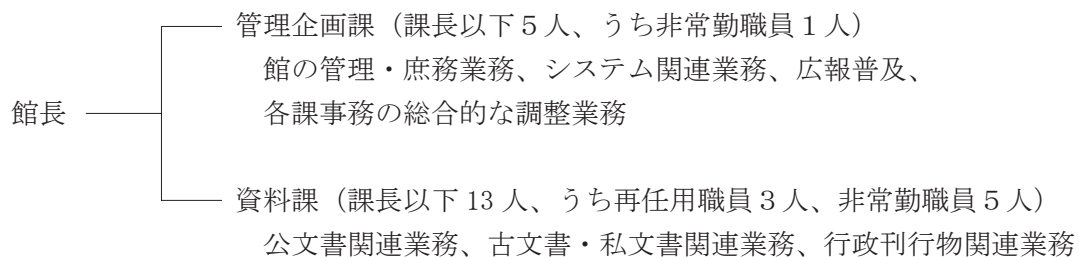 管理企画課（課長以下５人、うち非常勤職員１人）
館の管理・庶務業務、システム関連業務、広報普及、
館長
各課事務の総合的な調整業務
資料課（課長以下 13 人、うち再任用職員３人、非常勤職員５人）
公文書関連業務、古文書・私文書関連業務、行政刊行物関連業務